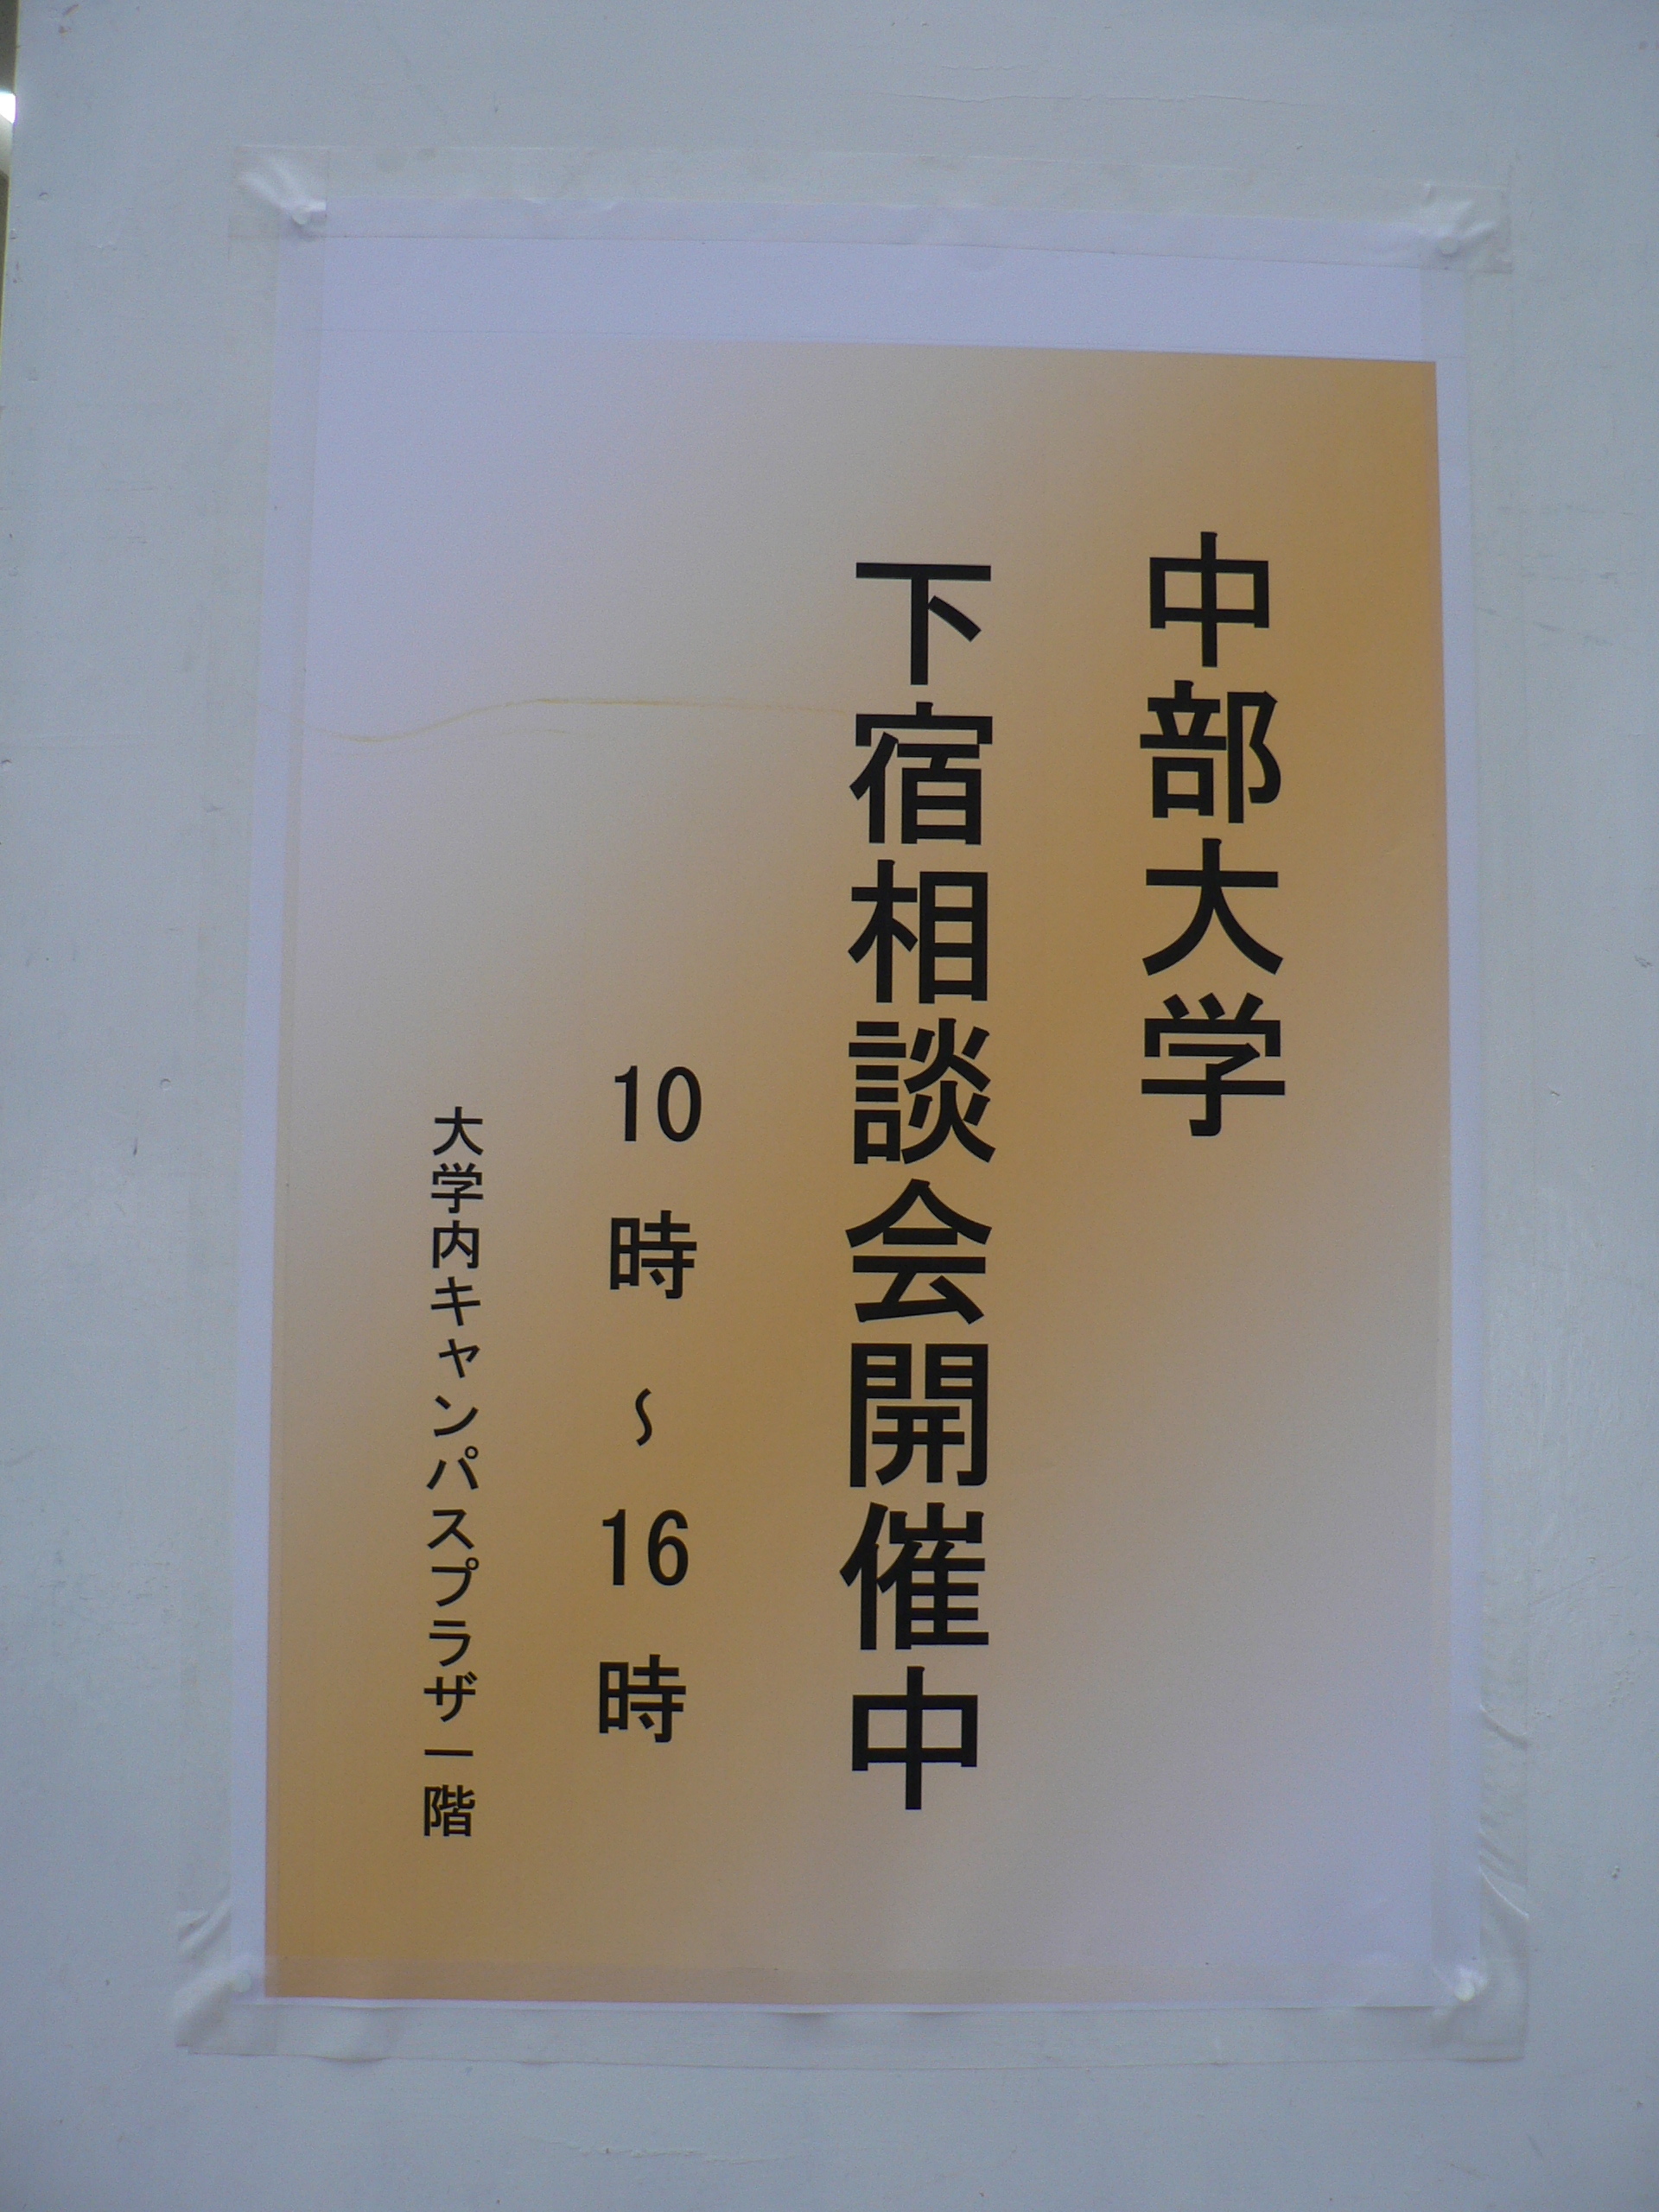 中部大学
下宿相談会開催中
10時～16時
大学内キャンパスプラザ一階